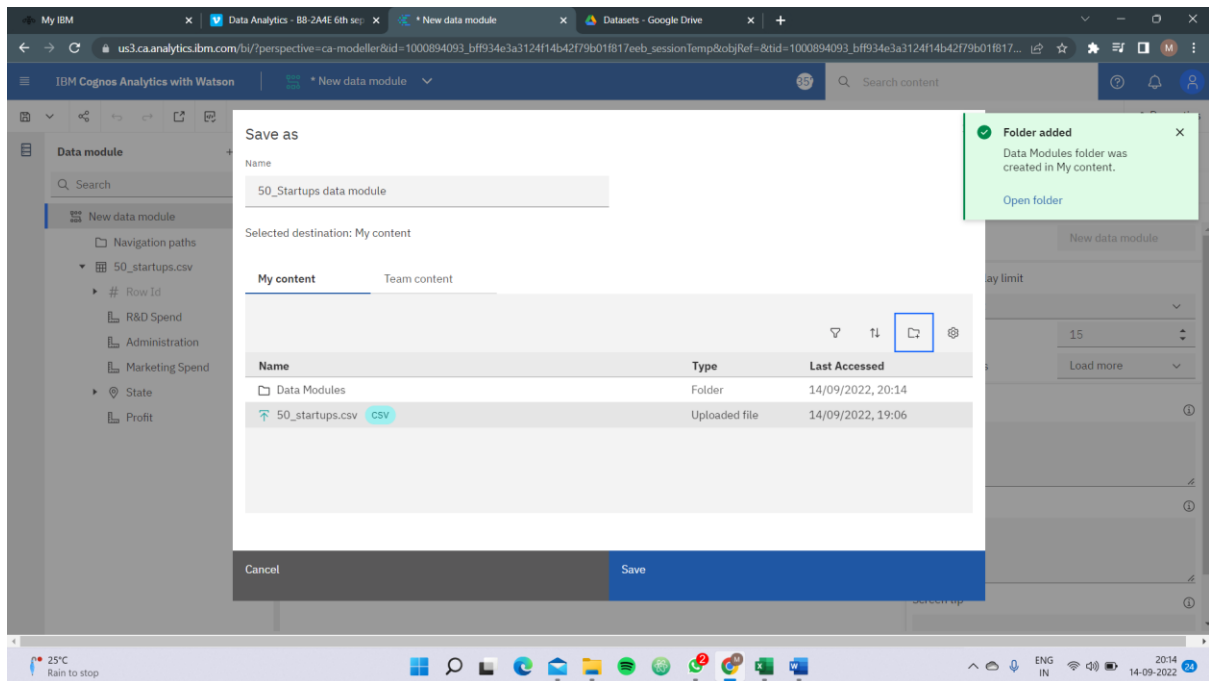 My IBM
Data Analytics - B8-2A4E 6th sep
* New data module
Datasets - Google Drive
us3.ca.analytics.ibm.com/bi/?perspective=ca-modeller&id=1000894093_bff934e3a3124f14b42f79b01f817eeb_sessionTemp&objRef=&tid=1000894093_bff934e3a3124f14b42f79b01f817...
M
IBM Cognos Analytics with Watson
* New data module
35
Search content
Save as
Folder added
Data Modules folder was
created in My content.
Open folder
Data module
Name
Search
50_Startups data module
New data module
Selected destination: My content
New data module
Navigation paths
50_startups.csv
My content
Team content
ay limit
Row Id
R&D Spend
15
Administration
Marketing Spend
Name
Type
Last Accessed
Load more
State
Data Modules
Folder
14/09/2022, 20:14
Profit
50_startups.csv
CSV
Uploaded file
14/09/2022, 19:06
Cancel
Save
25°C
Rain to stop
2
M
ENG
IN
20:14
14-09-2022
24